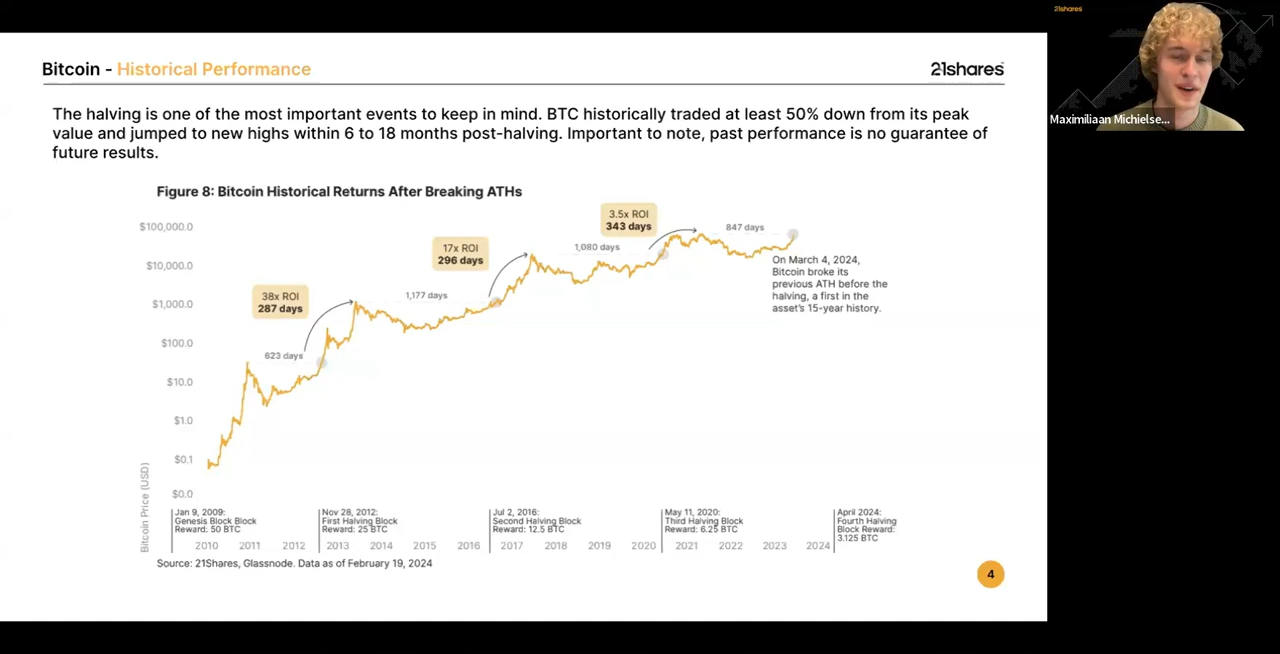 21shares
Bitcoin - Historical Performance
21shares
The halving is one of the most important events to keep in mind. BTC historically traded at least 50% down from its peak
value and jumped to new highs within 6 to 18 months post-halving. Important to note, past performance is no guarantee of
future results.
Maximiliaan Michielse...
Figure 8: Bitcoin Historical Returns After Breaking ATHs
$100,000.0
$10,000.0
$1,000.0
$100.0
$10.0
$1.0
$0.1
$0.0
Bitcoin Price (USD)
38x ROI
287 days
623 days
17x ROI
296 days
1,177 days
3.5x ROI
343 days
1,080 days
847 days
On March 4, 2024,
Bitcoin broke its
previous ATH before the
halving, a first in the
asset's 15-year history.
Jan 9, 2009:
Genesis Block Block
Reward: 50 BTC
Nov 28, 2012:
First Halving Block
Reward: 25 BTC
Jul 2, 2016:
Second Halving Block
Reward: 12.5 BTC
May 11, 2020:
Third Halving Block
Reward: 6.25 BTC
April 2024:
Fourth Halving
Block Reward:
3.125 BTC
2010 2011 2012 2013 2014 2015 2016 2017 2018 2019 2020 2021 2022 2023 2024
Source: 21Shares, Glassnode. Data as of February 19, 2024
4